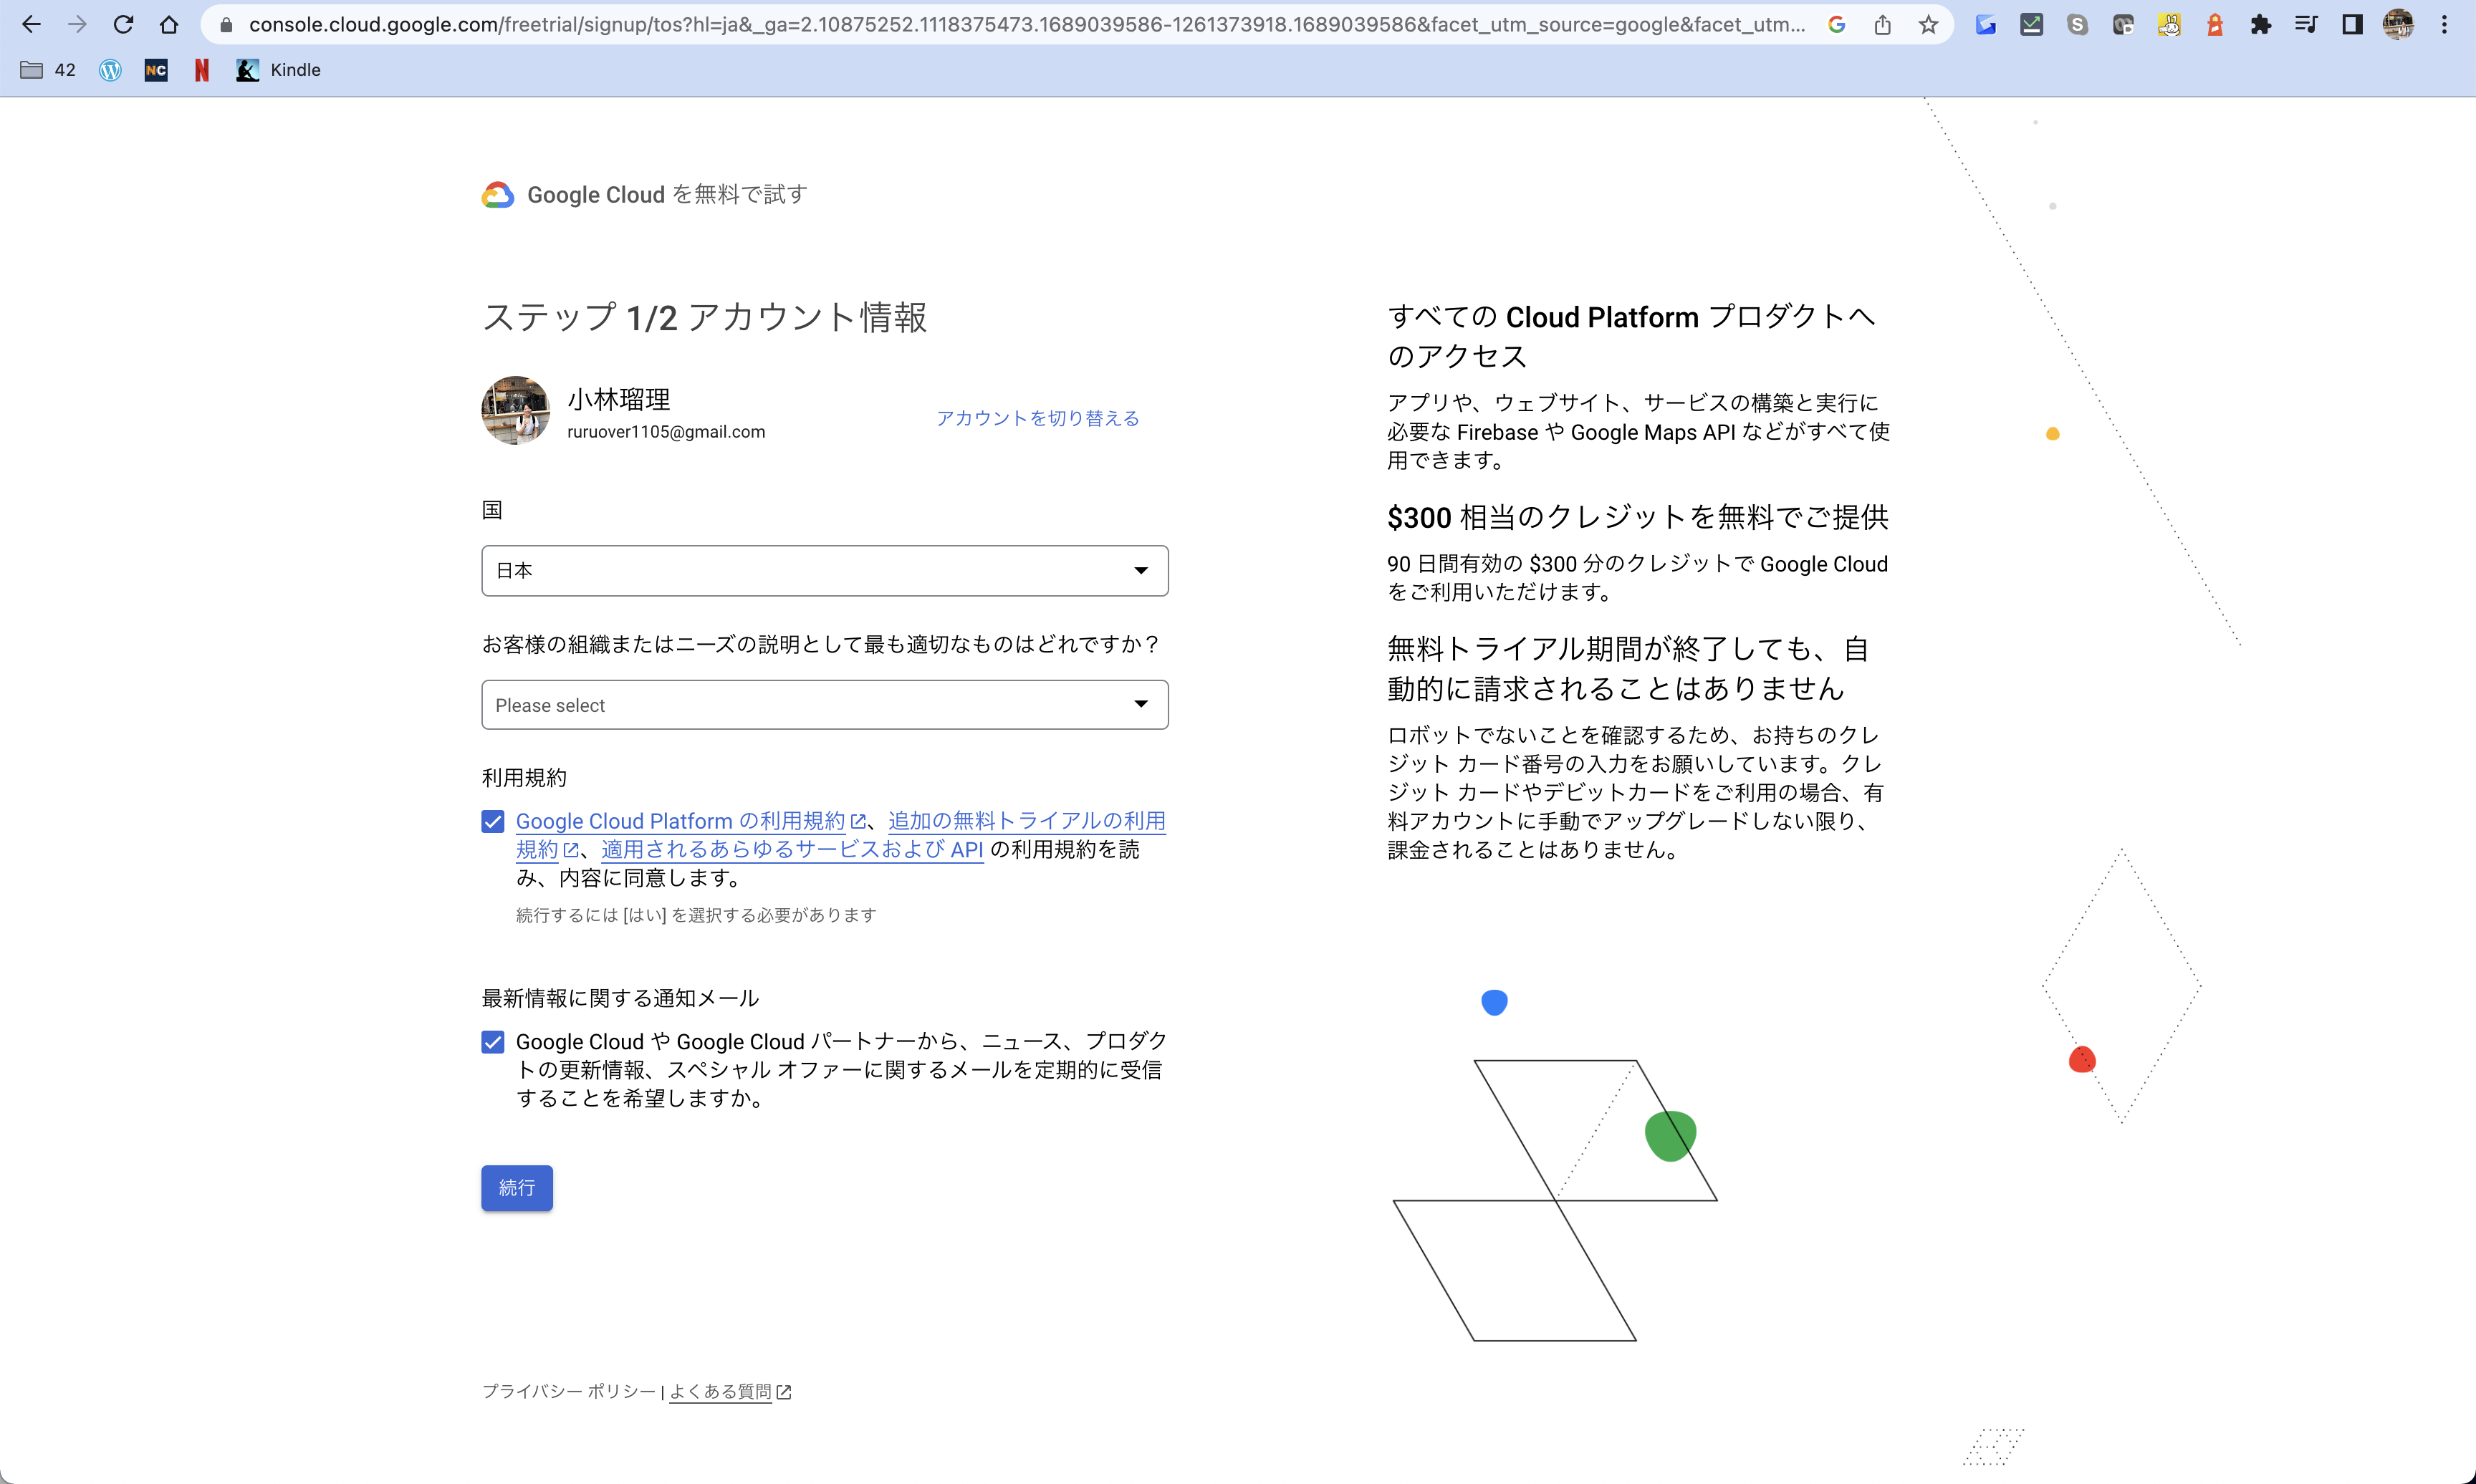 console.cloud.google.com/freetrial/signup/tos?hl=ja&_ga=2.10875252.1118375473.1689039586-1261373918.1689039586&facet_utm_source=google&facet_utm...
42
NC
N
Kindle
Google Cloud を無料で試す
ステップ 1/2 アカウント情報
小林瑠理
ruruover1105@gmail.com
アカウントを切り替える
国
日本
お客様の組織またはニーズの説明として最も適切なものはどれですか？
Please select
利用規約
Google Cloud Platform の利用規約、追加の無料トライアルの利用
規約、適用されるあらゆるサービスおよび API の利用規約を読
み、内容に同意します。
続行するには [はい] を選択する必要があります
最新情報に関する通知メール
Google Cloud や Google Cloud パートナーから、ニュース、プロダク
トの更新情報、スペシャル オファーに関するメールを定期的に受信
することを希望しますか。
続行
プライバシー ポリシー | よくある質問
すべての Cloud Platform プロダクトへ
のアクセス
アプリや、ウェブサイト、サービスの構築と実行に
必要な Firebase や Google Maps API などがすべて使
用できます。
$300 相当のクレジットを無料でご提供
90 日間有効の $300 分のクレジットで Google Cloud
をご利用いただけます。
無料トライアル期間が終了しても、自
動的に請求されることはありません
ロボットでないことを確認するため、お持ちのクレ
ジット カード番号の入力をお願いしています。クレ
ジット カードやデビットカードをご利用の場合、有
料アカウントに手動でアップグレードしない限り、
課金されることはありません。